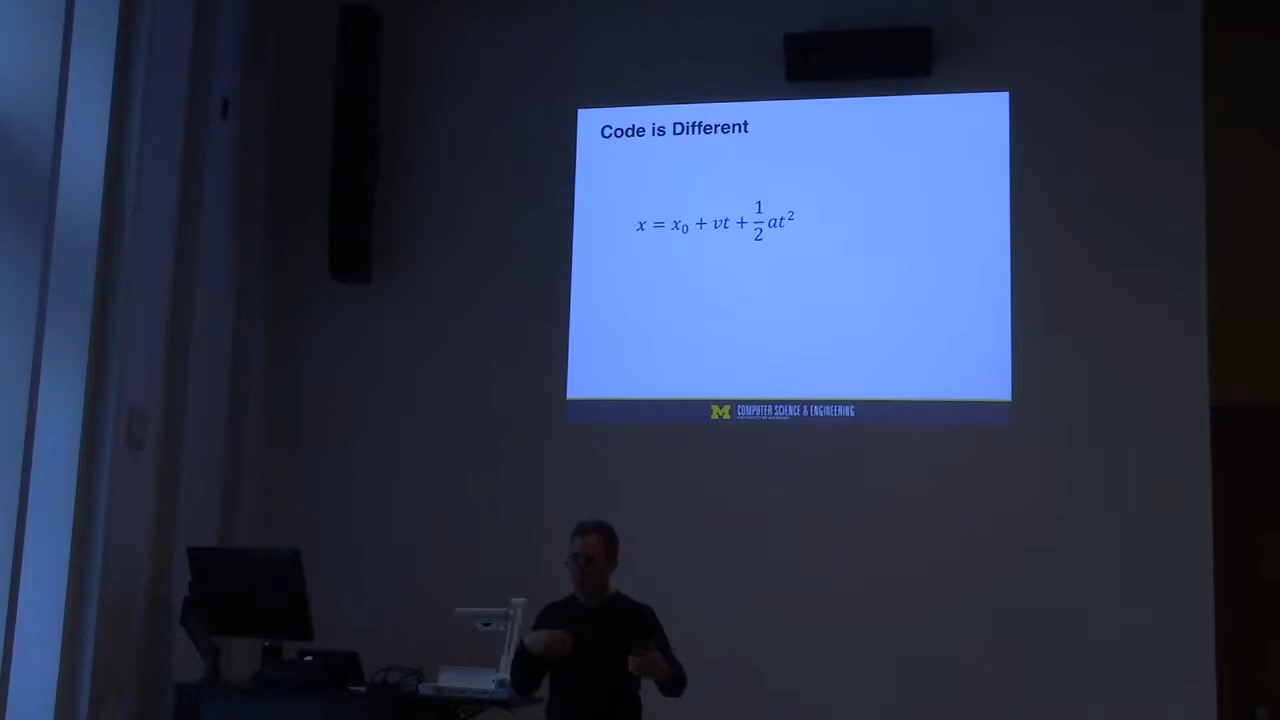 Code is Different
x = x₀ + vt + 1/2 at²
M COMPUTER SCIENCE & ENGINEERING